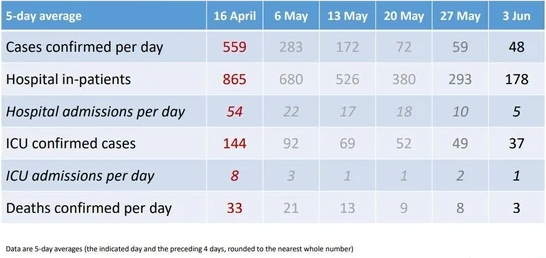 5-day average 16 April 6 May 13 May 20 May 27 May 3 Jun
Cases confirmed per day 559 283 172 72 59 48
Hospital in-patients 865 680 526 380 293 178
Hospital admissions per day 54 22 17 18 10 5
ICU confirmed cases 144 92 69 52 49 37
ICU admissions per day 8 3 1 1 2 1
Deaths confirmed per day 33 21 13 9 8 3
Data are 5-day averages (the indicated day and the preceding 4 days, rounded to the nearest whole number)